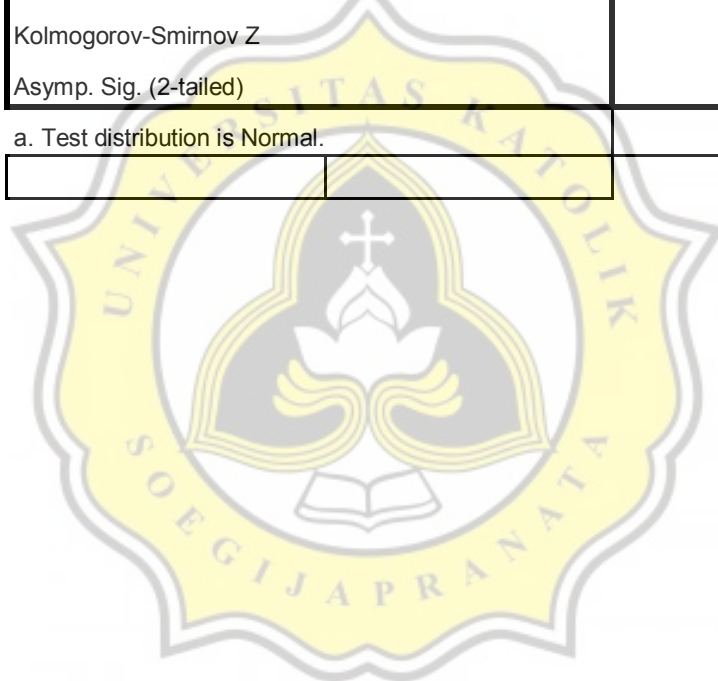 Kolmogorov-Smirnov Z
Asymp. Sig. (2-tailed)
a. Test distribution is Normal.
UNIVERSITAS KATOLIK
SOEGIJAPRANATA